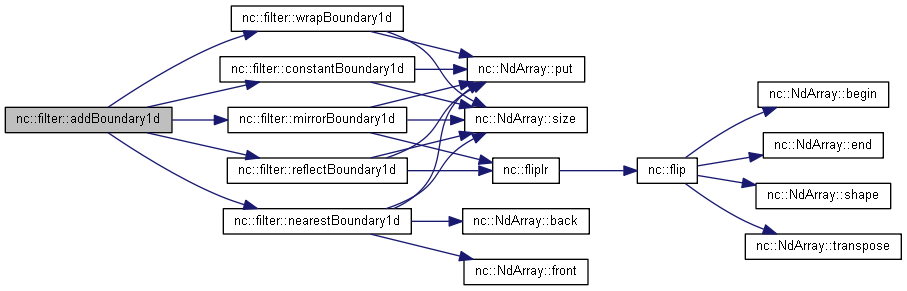 nc::filter::addBoundary1d
nc::filter::wrapBoundary1d
nc::filter::constantBoundary1d
nc::filter::mirrorBoundary1d
nc::filter::reflectBoundary1d
nc::filter::nearestBoundary1d
nc::NdArray::put
nc::NdArray::size
nc::fliplr
nc::NdArray::back
nc::NdArray::front
nc::flip
nc::NdArray::begin
nc::NdArray::end
nc::NdArray::shape
nc::NdArray::transpose